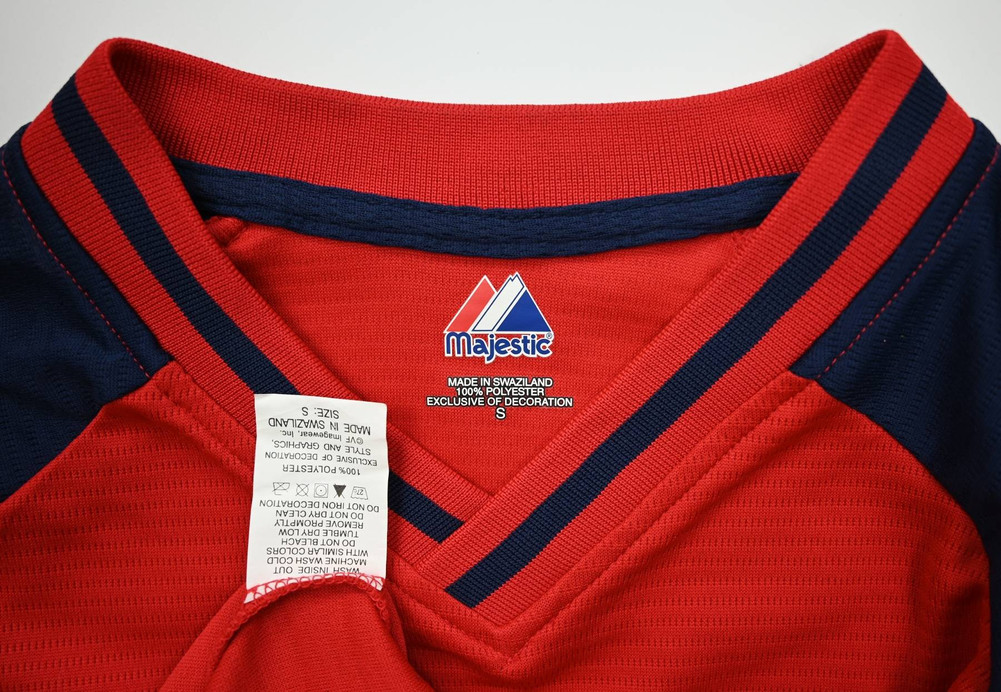 Majestic®
MADE IN SWAZILAND
100% POLYESTER
EXCLUSIVE OF DECORATION
S
WASH INSIDE OUT
MACHINE WASH COLD
WITH SIMILAR COLORS
DO NOT BLEACH
TUMBLE DRY LOW
REMOVE PROMPTLY
DO NOT DRY CLEAN
DO NOT IRON DECORATION
100% POLYESTER
EXCLUSIVE OF DECORATION
STYLE AND GRAPHICS,
©VF Imagewear, Inc.
MADE IN SWAZILAND
SIZE: S